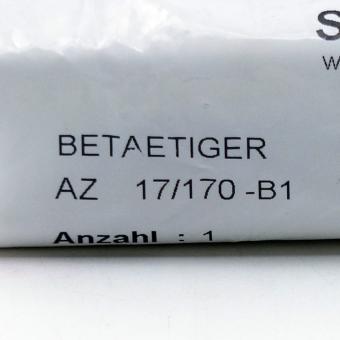 S
W
BETAETIGER
AZ 17/170 -B1
Anzahl : 1